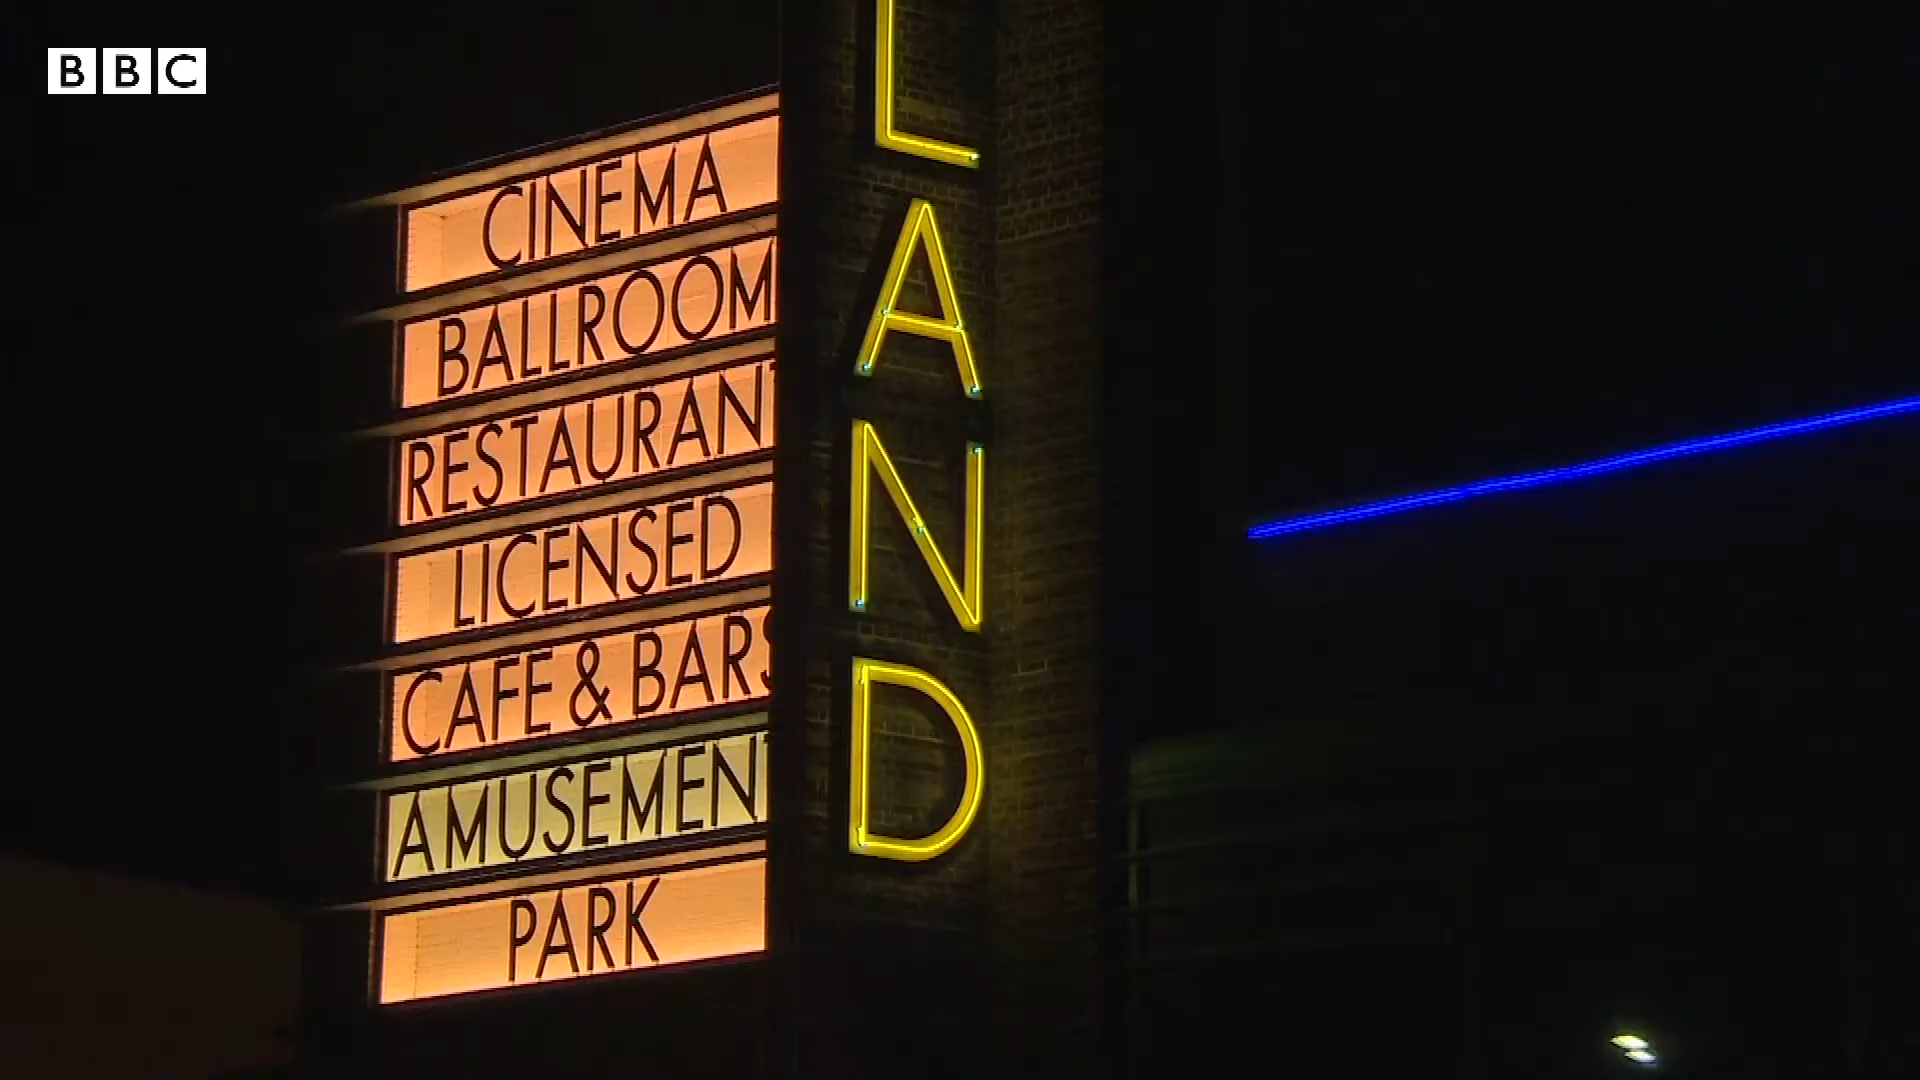 BBC
CINEMA
BALLROOM
RESTAURANT
LICENSED
CAFE & BARS
AMUSEMENT
PARK
LAND